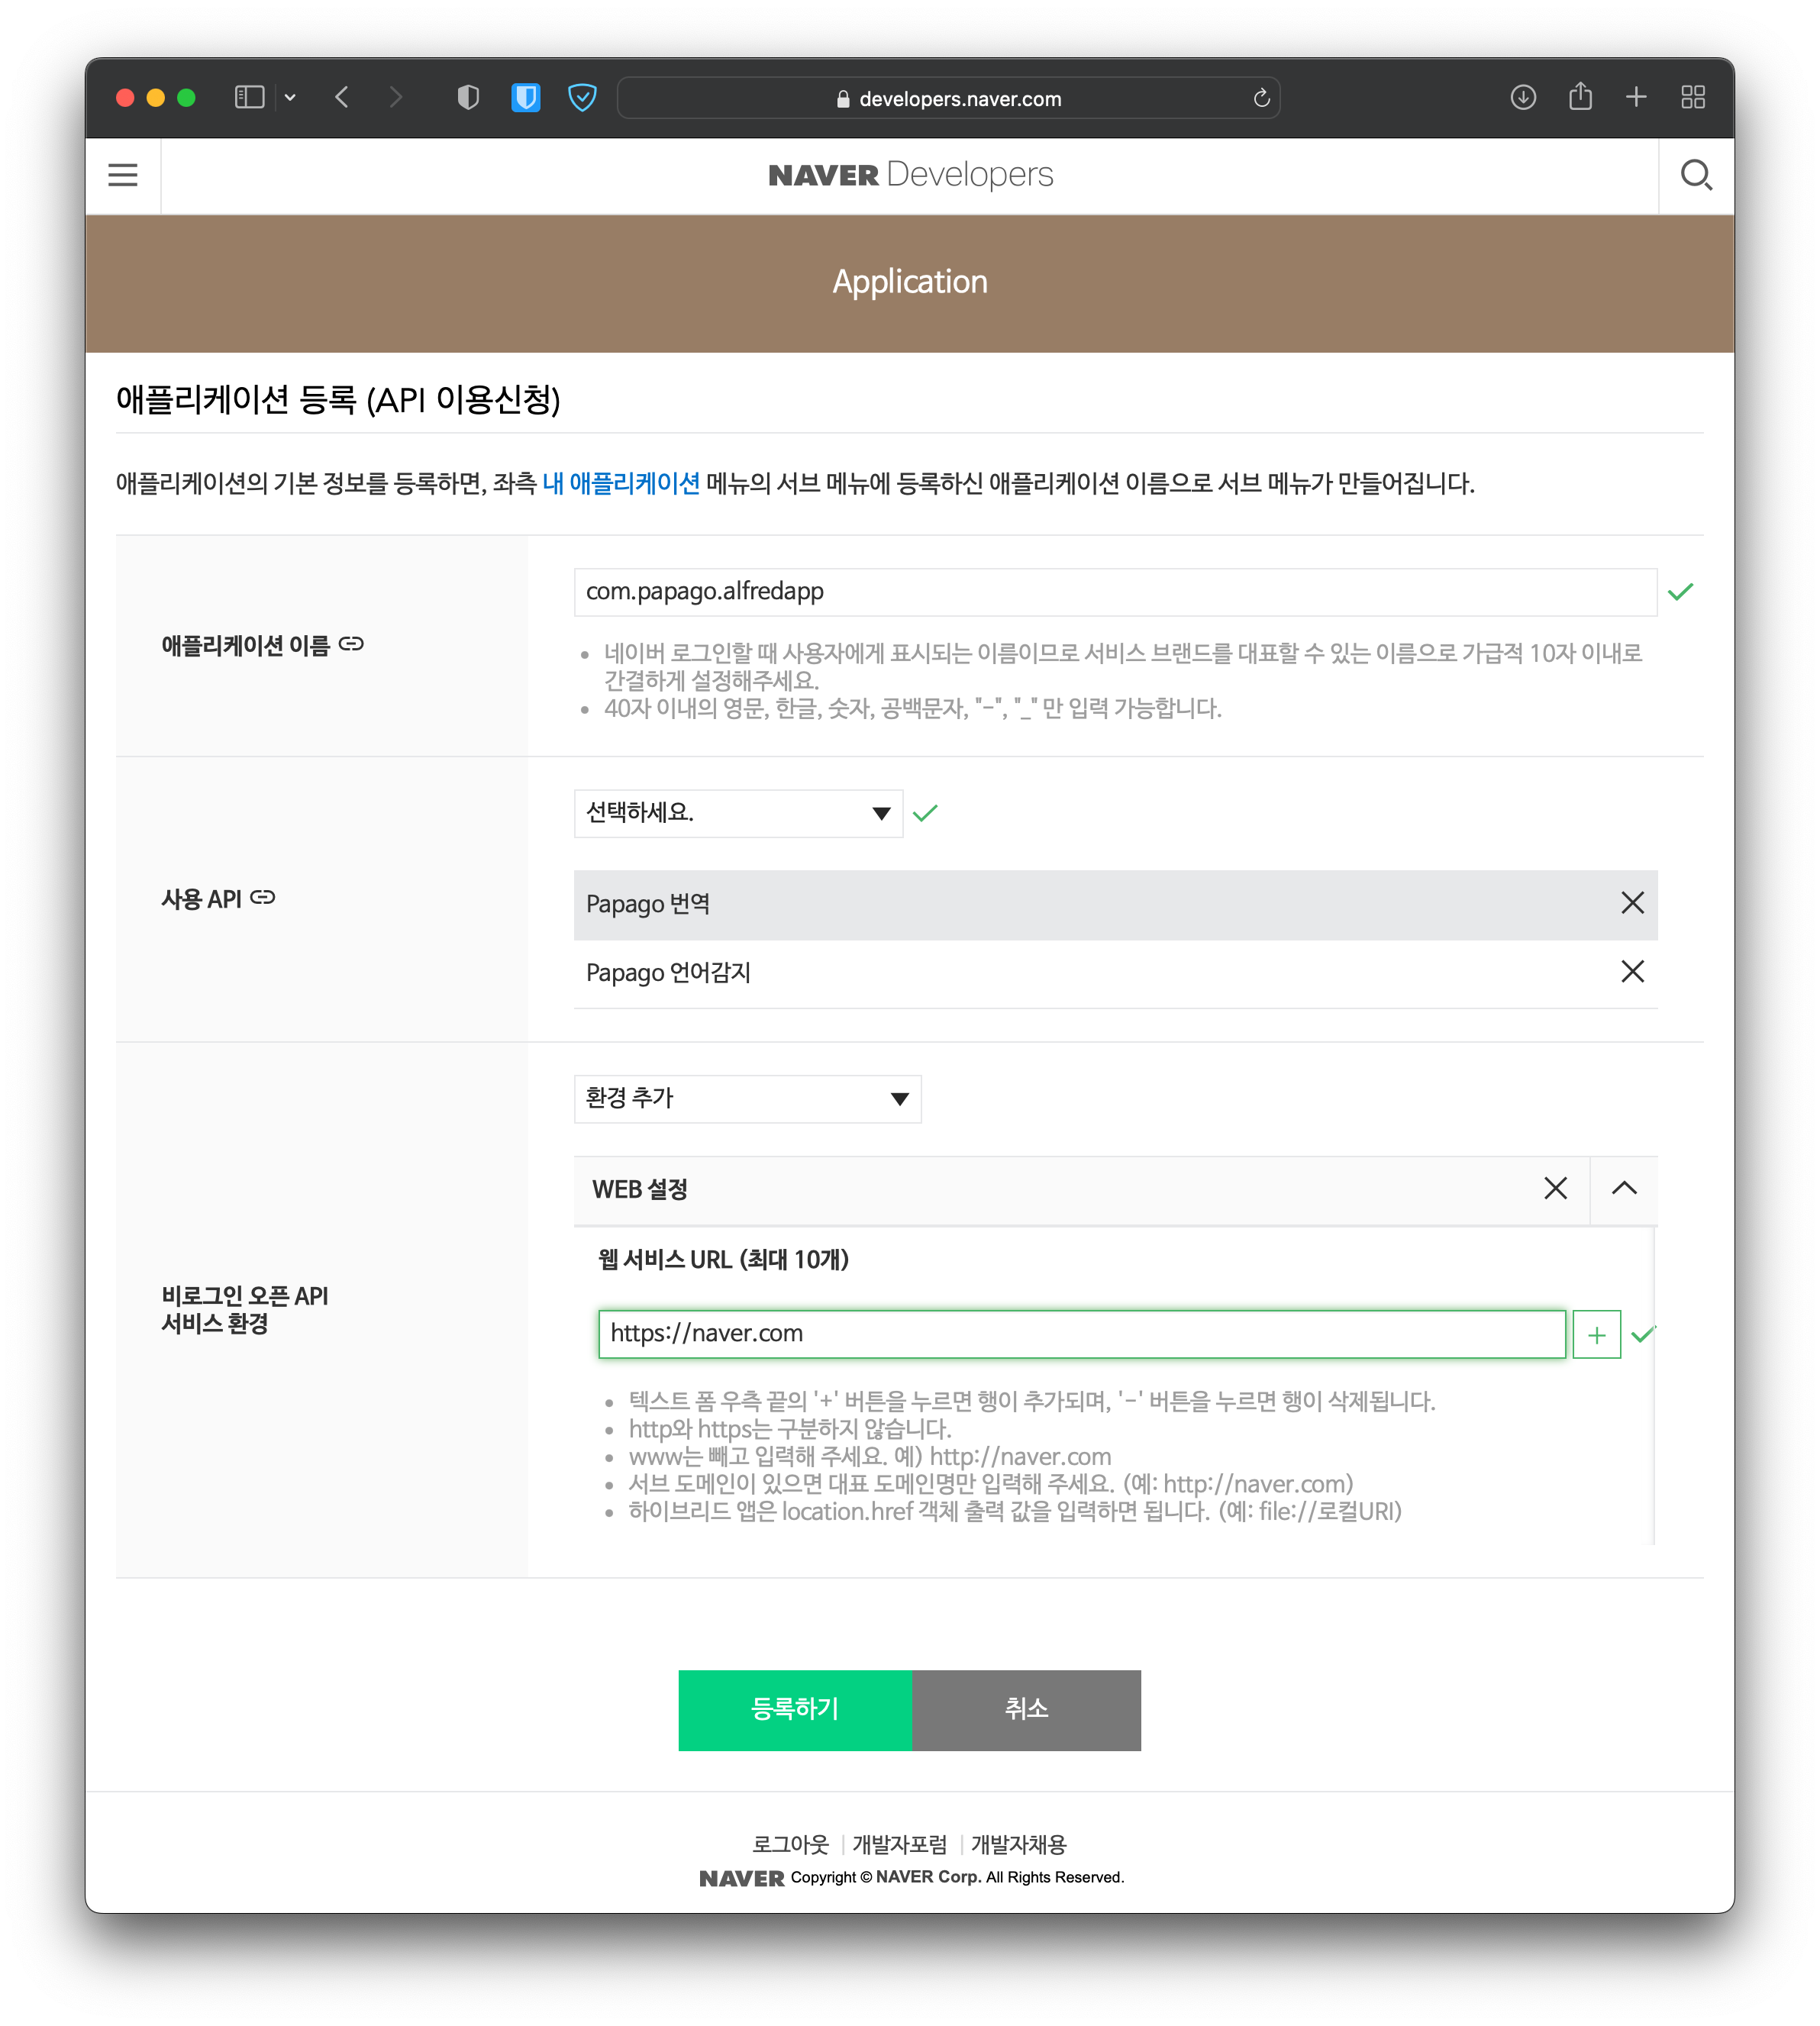 developers.naver.com
NAVER Developers
Application
애플리케이션 등록 (API 이용신청)
애플리케이션의 기본 정보를 등록하면, 좌측 내 애플리케이션 메뉴의 서브 메뉴에 등록하신 애플리케이션 이름으로 서브 메뉴가 만들어집니다.
애플리케이션 이름
com.papago.alfredapp
• 네이버 로그인할 때 사용자에게 표시되는 이름이므로 서비스 브랜드를 대표할 수 있는 이름으로 가급적 10자 이내로
간결하게 설정해주세요.
• 40자 이내의 영문, 한글, 숫자, 공백문자, "-", "_" 만 입력 가능합니다.
사용 API
선택하세요.
Papago 번역
Papago 언어감지
비로그인 오픈 API
서비스 환경
환경 추가
WEB 설정
웹 서비스 URL (최대 10개)
https://naver.com
• 텍스트 폼 우측 끝의 '+' 버튼을 누르면 행이 추가되며, '-' 버튼을 누르면 행이 삭제됩니다.
• http와 https는 구분하지 않습니다.
• www는 빼고 입력해 주세요. 예) http://naver.com
• 서브 도메인이 있으면 대표 도메인명만 입력해 주세요. (예: http://naver.com)
• 하이브리드 앱은 location.href 객체 출력 값을 입력하면 됩니다. (예: file://로컬URI)
등록하기 취소
로그아웃 | 개발자포럼 | 개발자채용
NAVER Copyright © NAVER Corp. All Rights Reserved.